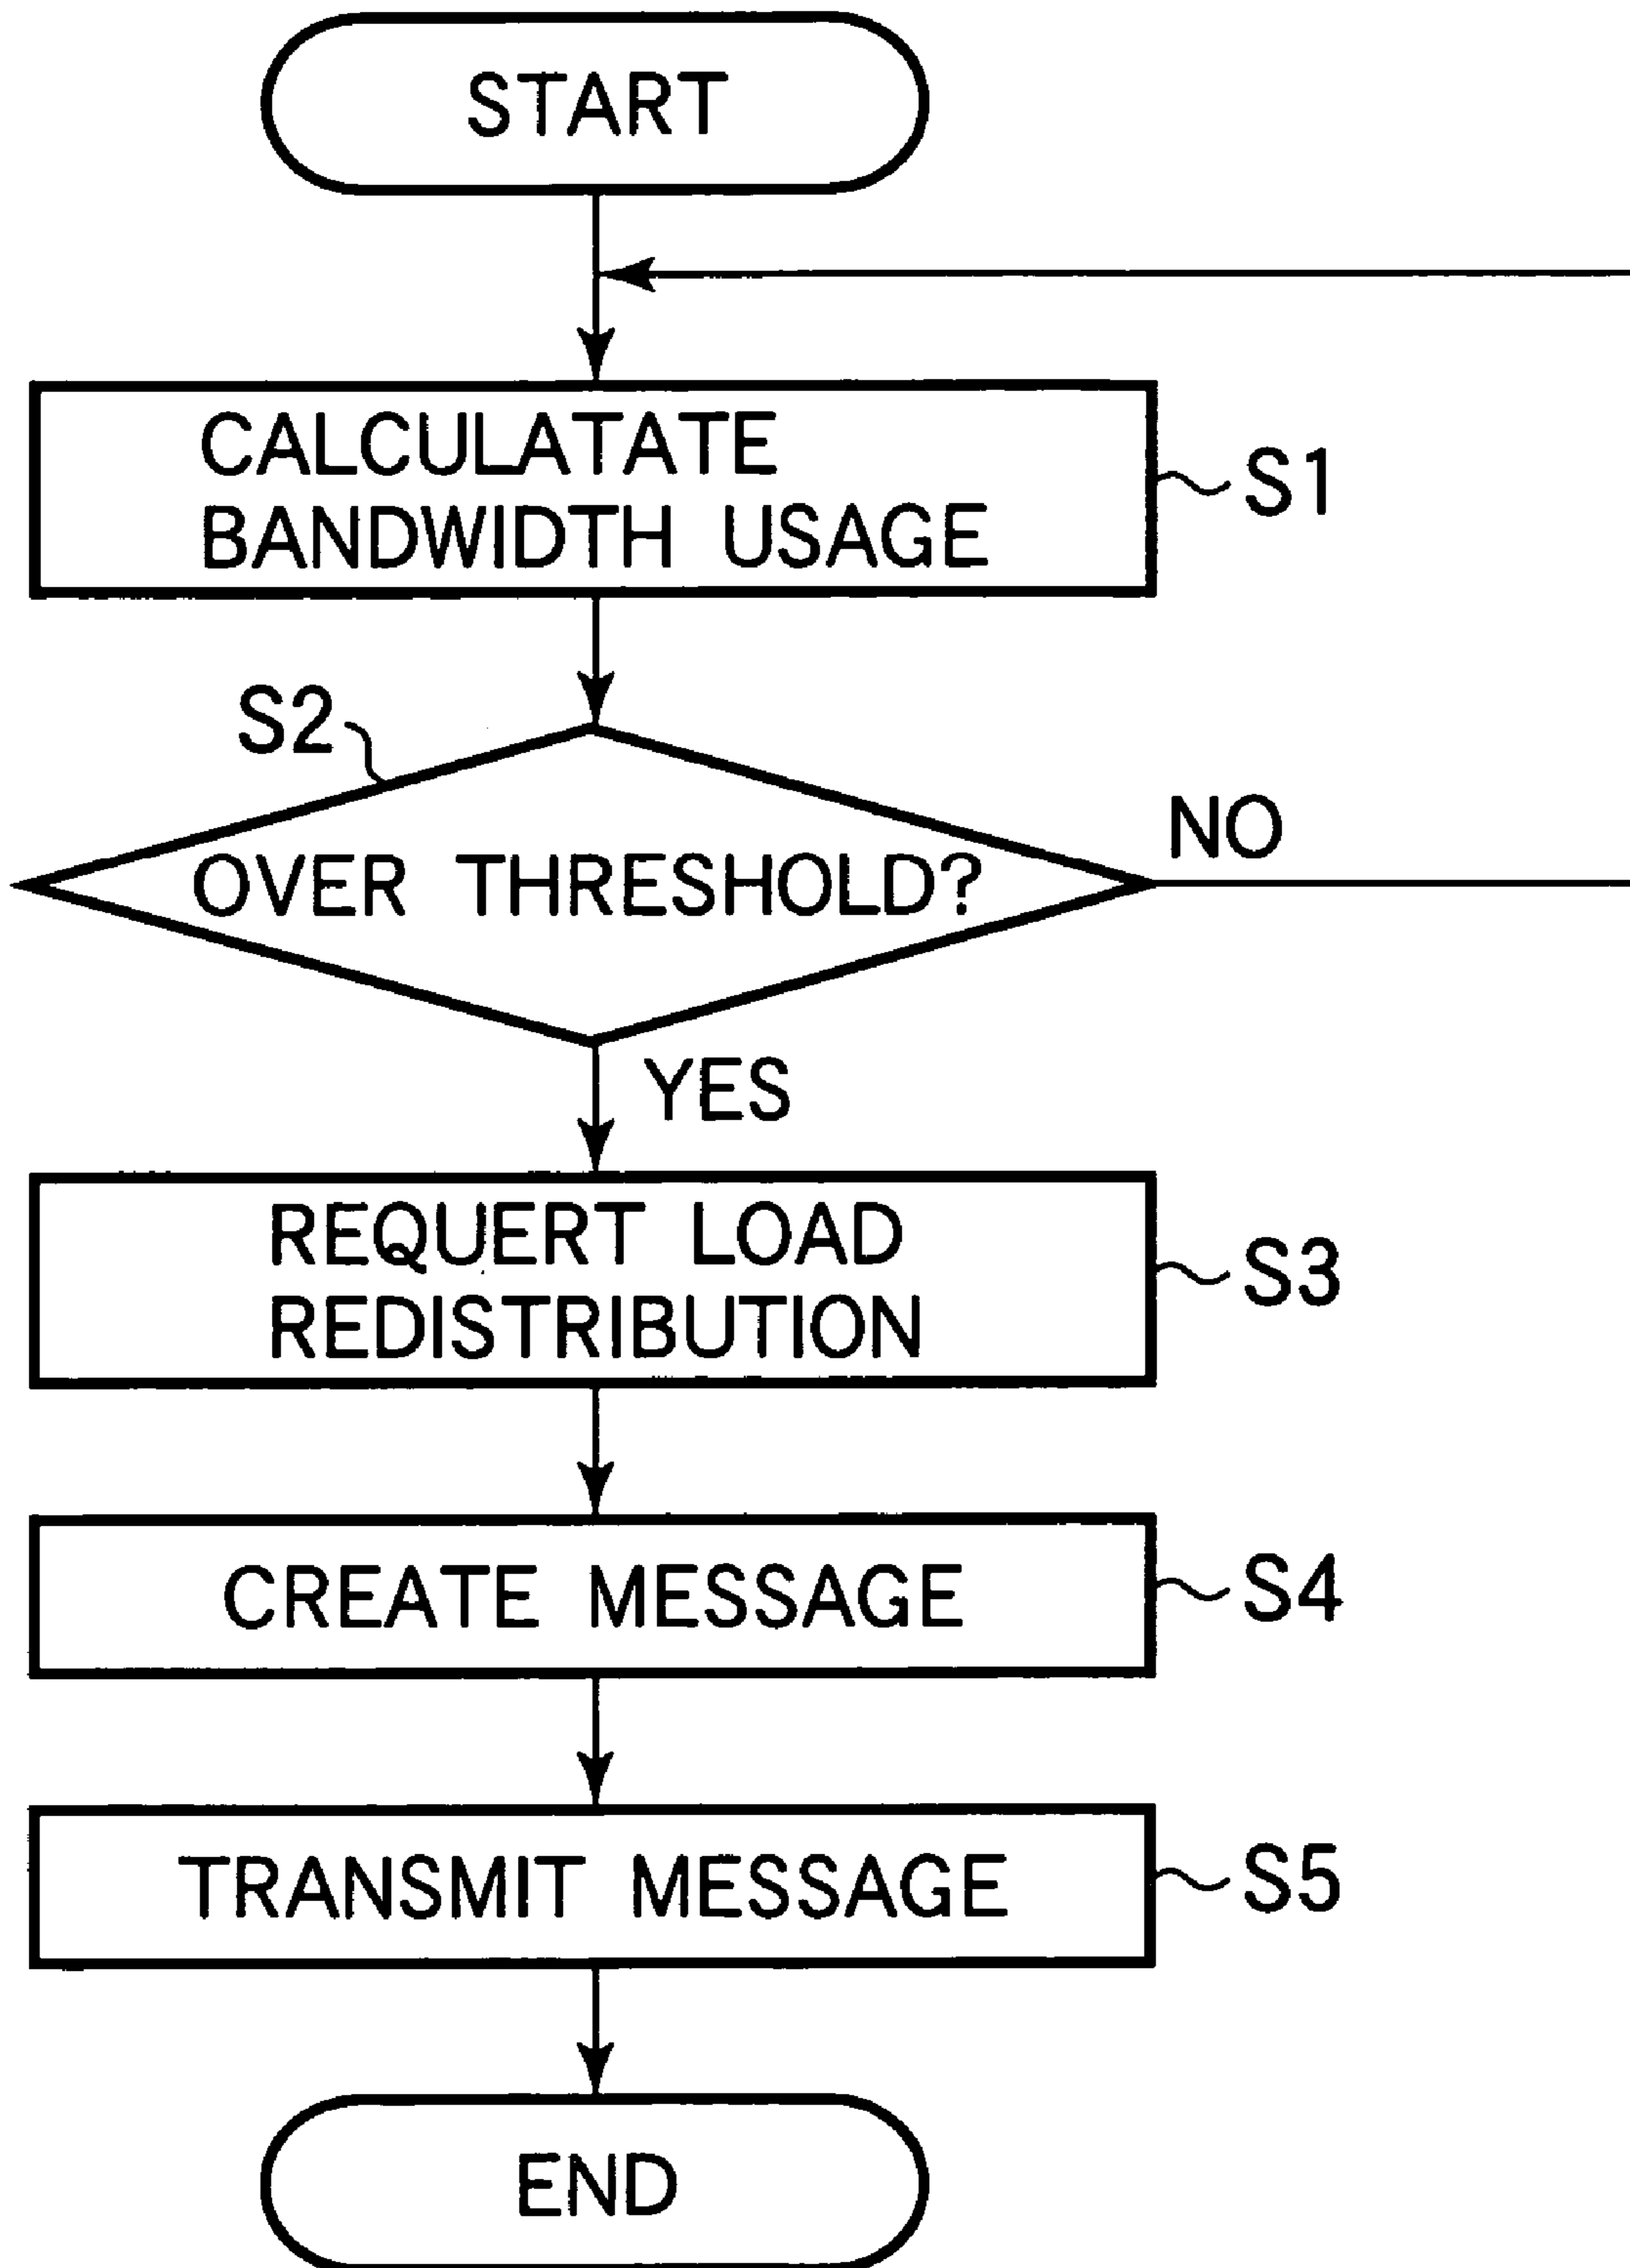 START
CALCULATATE
BANDWIDTH USAGE
S1
S2
OVER THRESHOLD?
NO
YES
REQUERT LOAD
REDISTRIBUTION
S3
CREATE MESSAGE
S4
TRANSMIT MESSAGE
S5
END